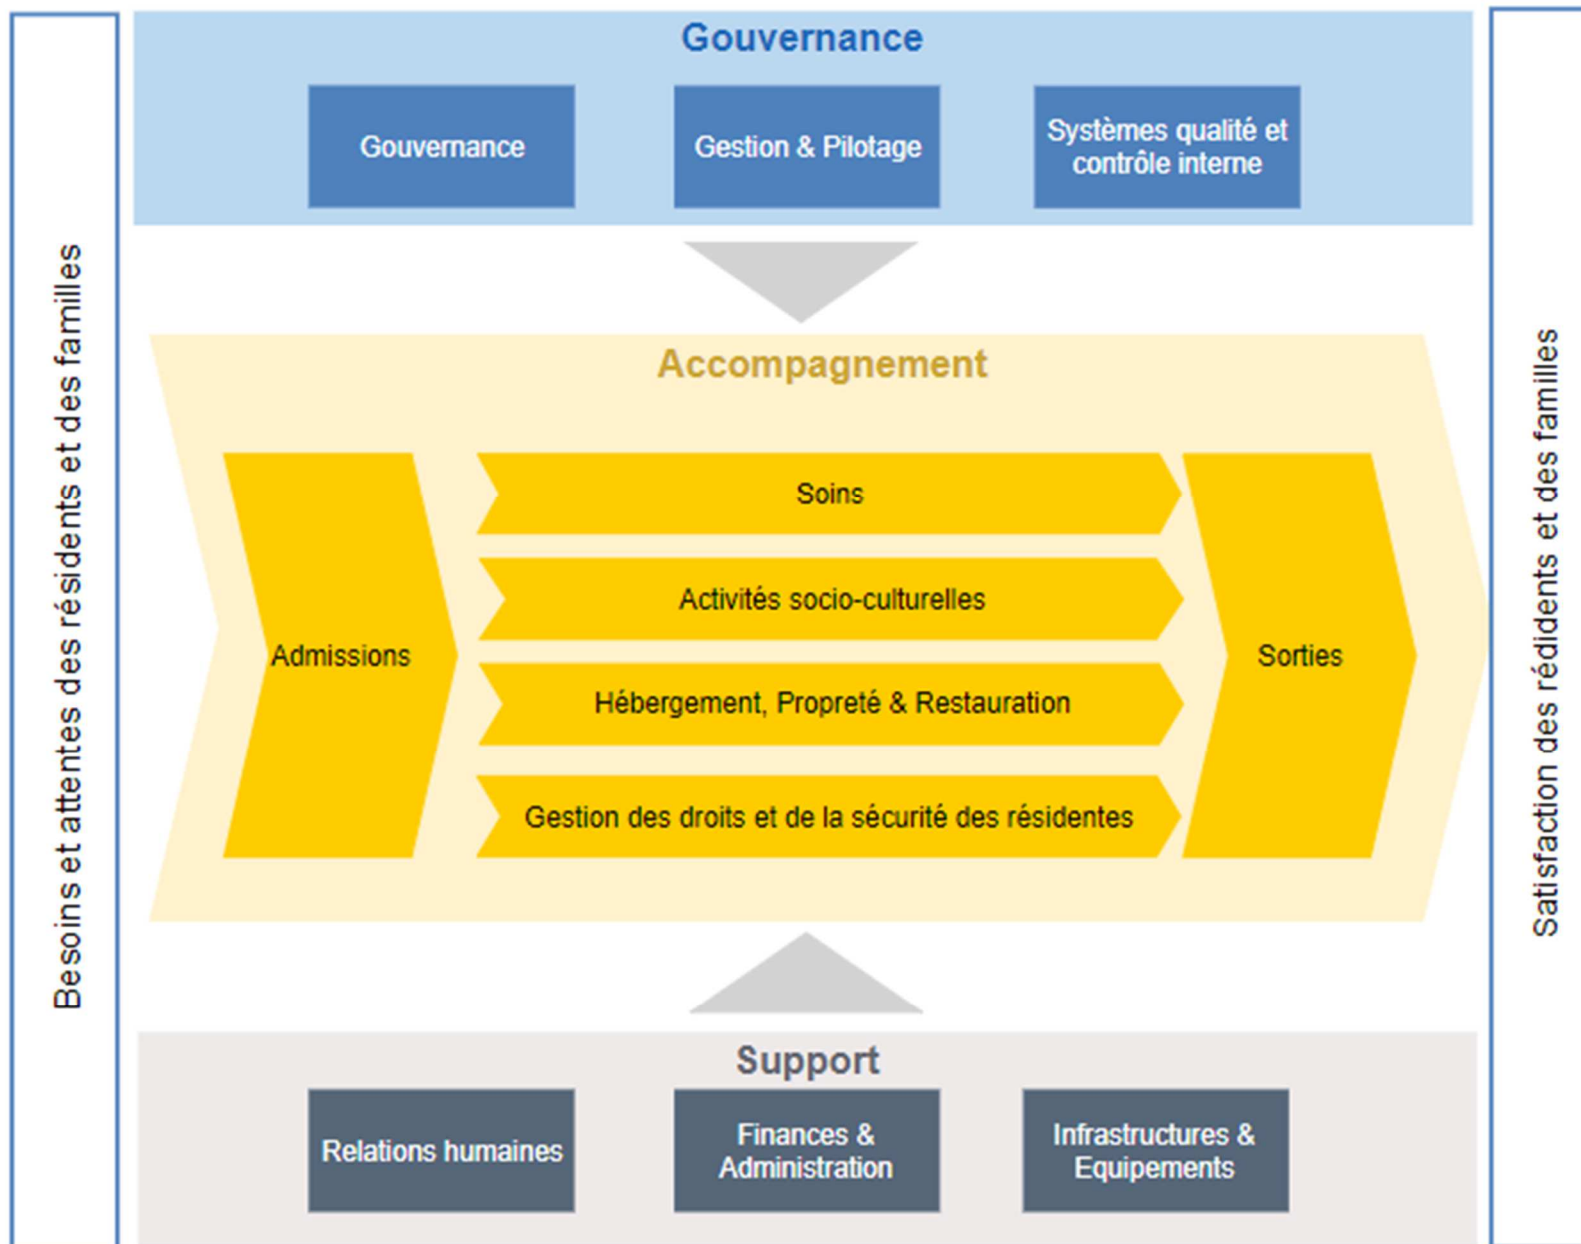 Gouvernance
Gouvernance
Gestion & Pilotage
Systèmes qualité et
contrôle interne
Besoins et attentes des résidents et des familles
Accompagnement
Admissions
Soins
Activités socio-culturelles
Hébergement, Propreté & Restauration
Gestion des droits et de la sécurité des résidentes
Sorties
Satisfaction des rédidents et des familles
Support
Relations humaines
Finances &
Administration
Infrastructures &
Equipements